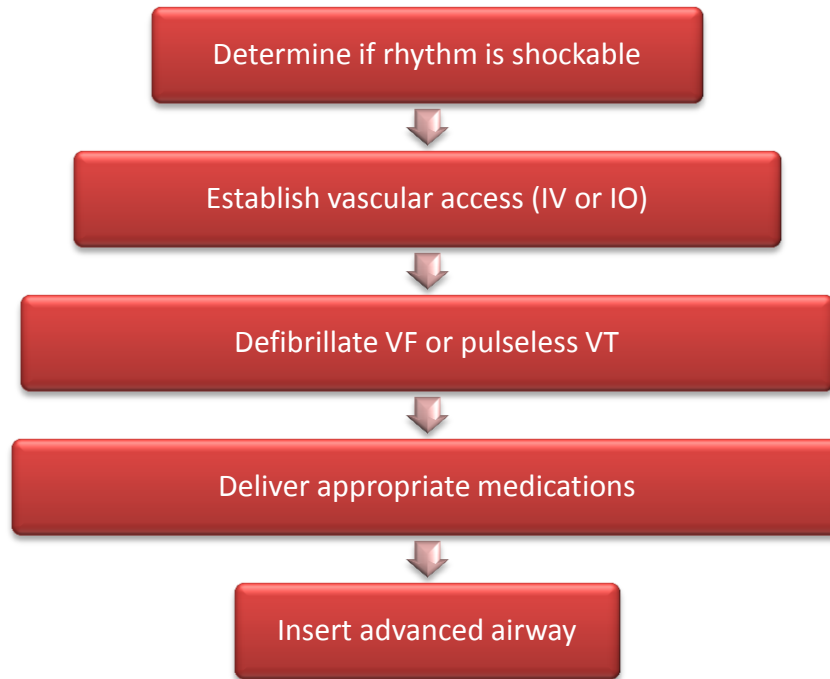 Determine if rhythm is shockable
Establish vascular access (IV or IO)
Defibrillate VF or pulseless VT
Deliver appropriate medications
Insert advanced airway